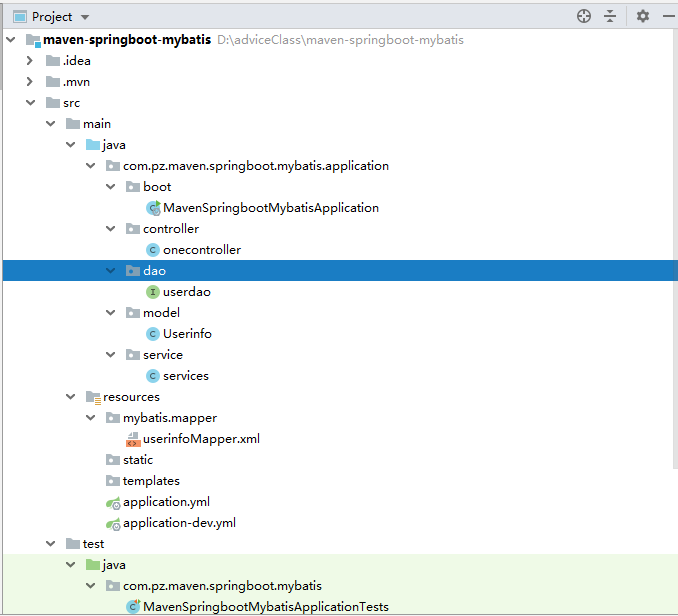 Project
maven-springboot-mybatis D:\adviceClass\maven-springboot-mybatis
.idea
.mvn
src
main
java
com.pz.maven.springboot.mybatis.application
boot
MavenSpringbootMybatisApplication
controller
onecontroller
dao
userdao
model
Userinfo
service
services
resources
mybatis.mapper
userinfoMapper.xml
static
templates
application.yml
application-dev.yml
test
java
com.pz.maven.springboot.mybatis
MavenSpringbootMybatisApplicationTests